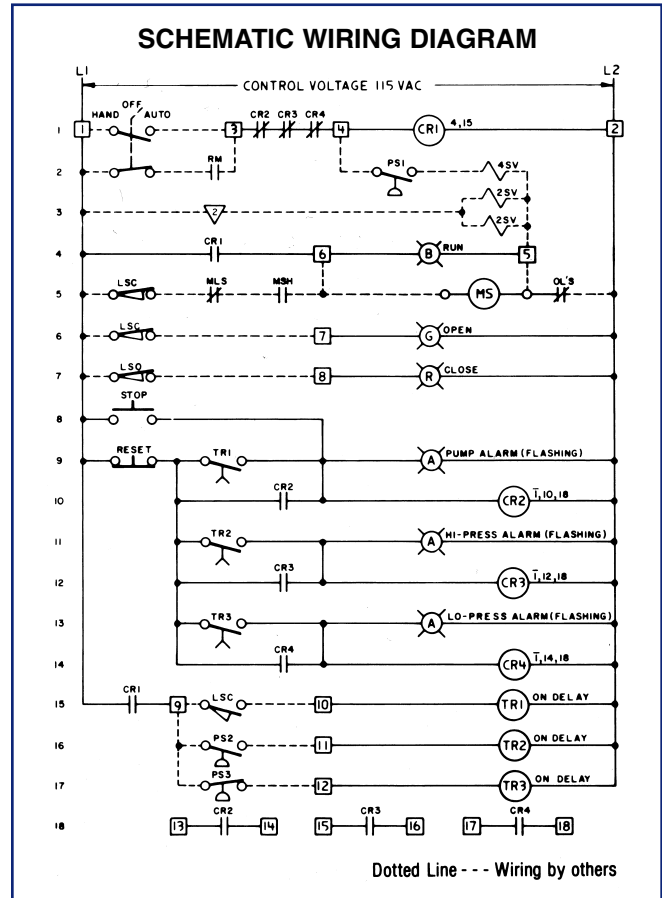 SCHEMATIC WIRING DIAGRAM
L1 L2
CONTROL VOLTAGE 115 VAC
HAND OFF AUTO
1 1 3 CR2 CR3 CR4 4 CR1 4,15 2
2 RM PS1 4SV
3 2 2SV
2SV
4 CR1 6 B RUN 5
5 LSC MLS MSH MS OL'S
6 LSC 7 G OPEN
7 LSO 8 R CLOSE
8 STOP
9 RESET TR1 A PUMP ALARM (FLASHING)
10 CR2 CR2 1,10,18
11 TR2 A HI-PRESS ALARM (FLASHING)
12 CR3 CR3 1,12,18
13 TR3 A LO-PRESS ALARM (FLASHING)
14 CR4 CR4 1,14,18
15 CR1 9 LSC 10 TR1 ON DELAY
16 PS2 11 TR2 ON DELAY
17 PS3 12 TR3 ON DELAY
18 13 CR2 14 15 CR3 16 17 CR4 18
Dotted Line --- Wiring by others